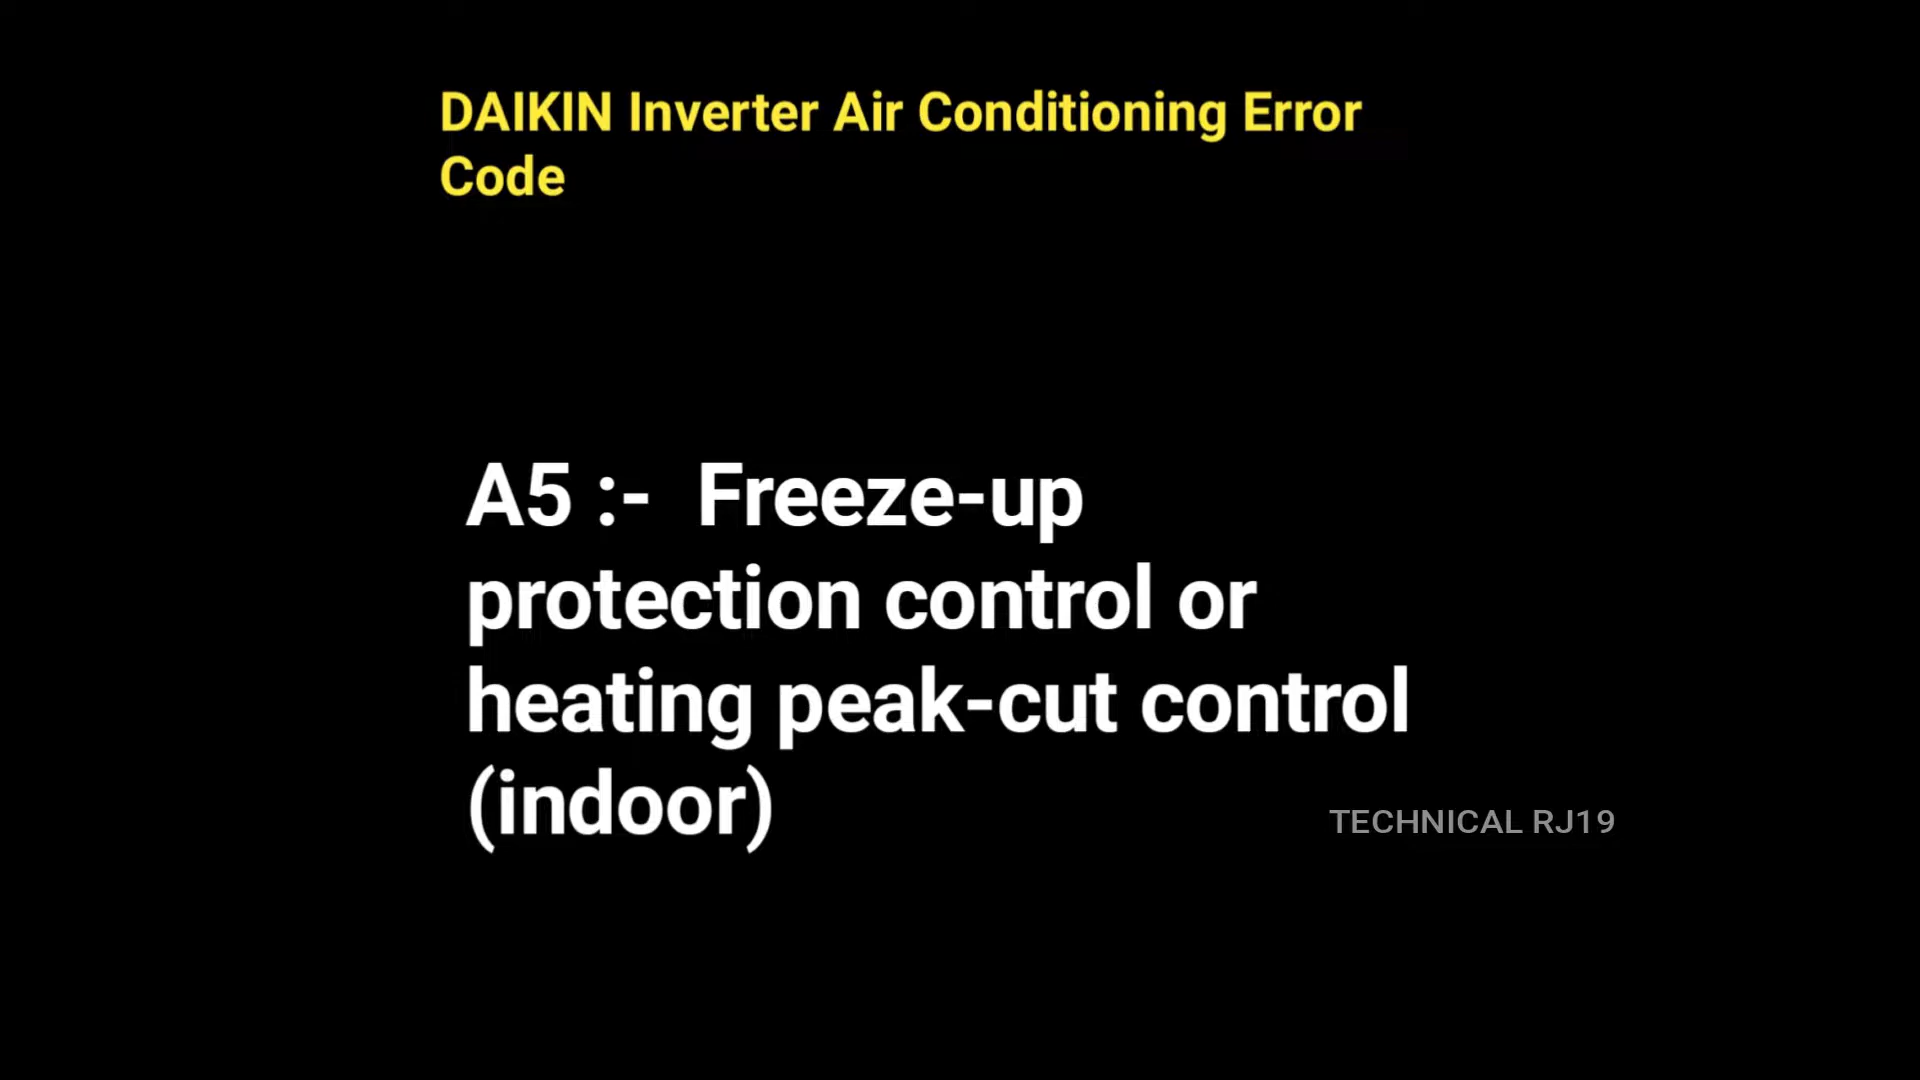 DAIKIN Inverter Air Conditioning Error
Code
A5 :- Freeze-up
protection control or
heating peak-cut control
(indoor)
TECHNICAL RJ19